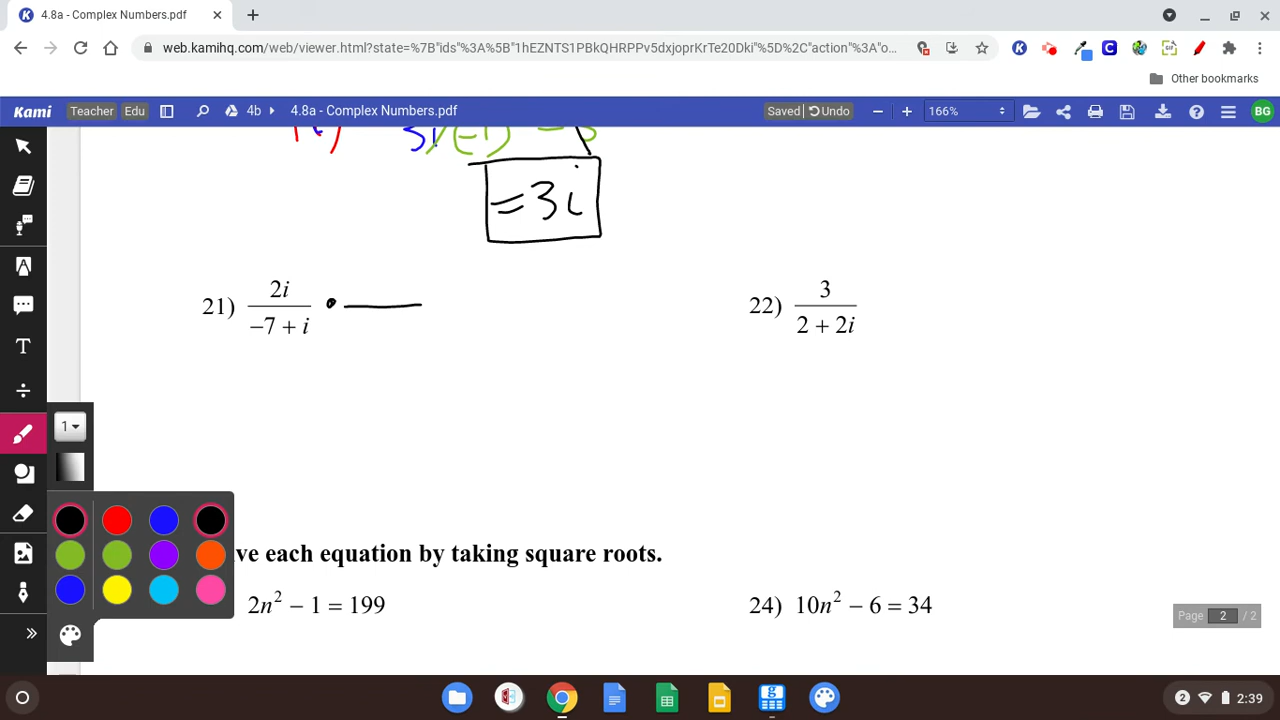 4.8a - Complex Numbers.pdf
web.kamihq.com/web/viewer.html?state=%7B"ids"%3A%5B"1hEZNTS1PBkQHRPPv5dxjoprKrTe20Dki"%5D%2C"action"%3A"o...
Other bookmarks
Kami Teacher Edu 4b 4.8a - Complex Numbers.pdf Saved Undo 166% BG
= 3i
21) 2i / -7 + i •
22) 3 / 2 + 2i
1
ve each equation by taking square roots.
2n² − 1 = 199
24) 10n² − 6 = 34
Page 2 / 2
2 2:39